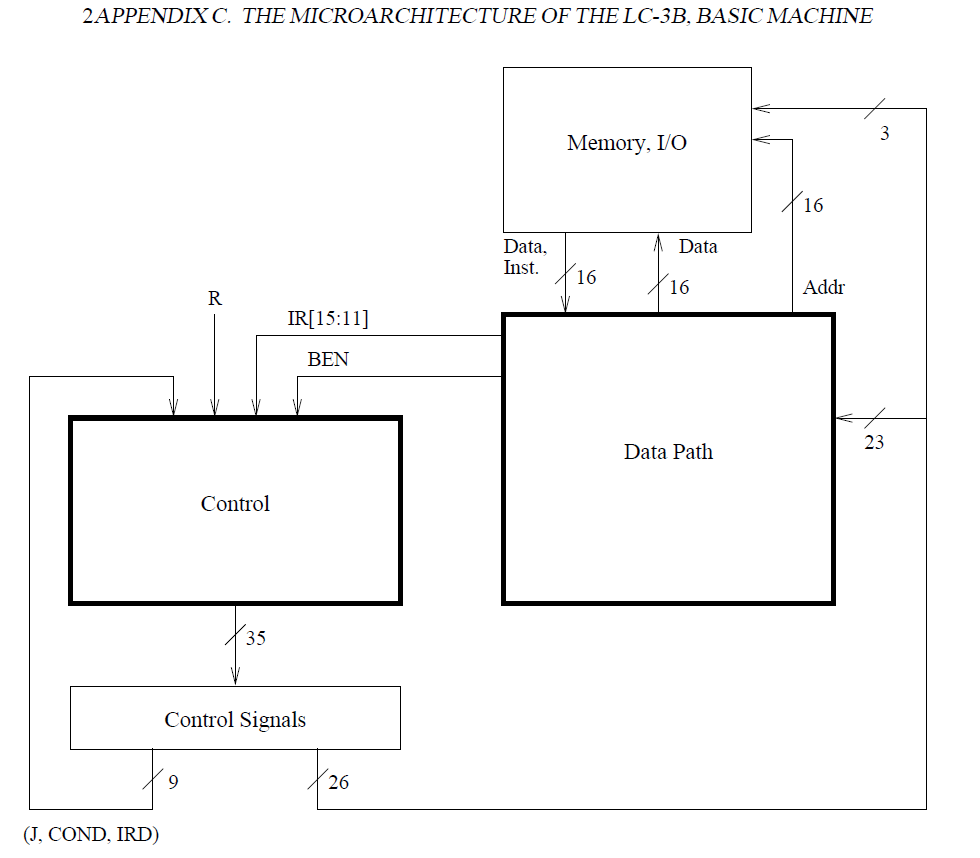 2APPENDIX C. THE MICROARCHITECTURE OF THE LC-3B, BASIC MACHINE
Memory, I/O
3
16
Data,
Inst.
16
Data
16
Addr
R
IR[15:11]
BEN
Control
Data Path
23
35
Control Signals
9
26
(J, COND, IRD)